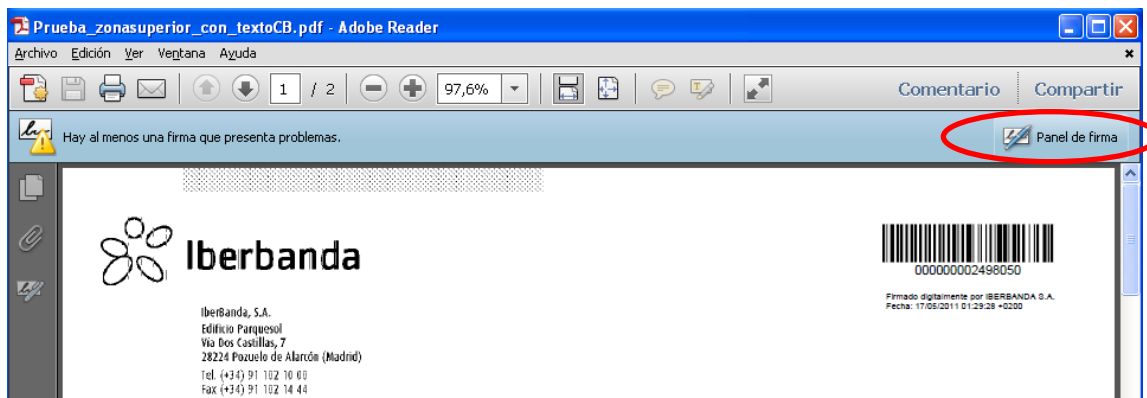 Prueba_zonasuperior_con_textoCB.pdf - Adobe Reader
Archivo Edición Ver Ventana Ayuda
1 / 2 97,6% Comentario Compartir
Hay al menos una firma que presenta problemas. Panel de firma
Iberbanda
000000002498050
Firmado digitalmente por IBERBANDA S.A.
Fecha: 17/05/2011 01:29:28 +0200
IberBanda, S.A.
Edificio Parquesol
Vía Dos Castillas, 7
28224 Pozuelo de Alarcón (Madrid)
Tel. (+34) 91 102 10 00
Fax (+34) 91 102 14 44